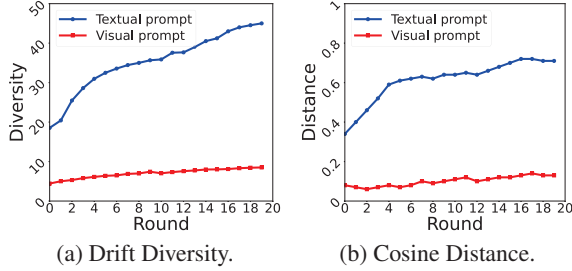 Textual prompt
Visual prompt
Diversity
50
40
30
20
10
0
0 2 4 6 8 10 12 14 16 18 20
Round
(a) Drift Diversity.
Textual prompt
Visual prompt
Distance
1
0.8
0.6
0.4
0.2
0
0 2 4 6 8 10 12 14 16 18 20
Round
(b) Cosine Distance.